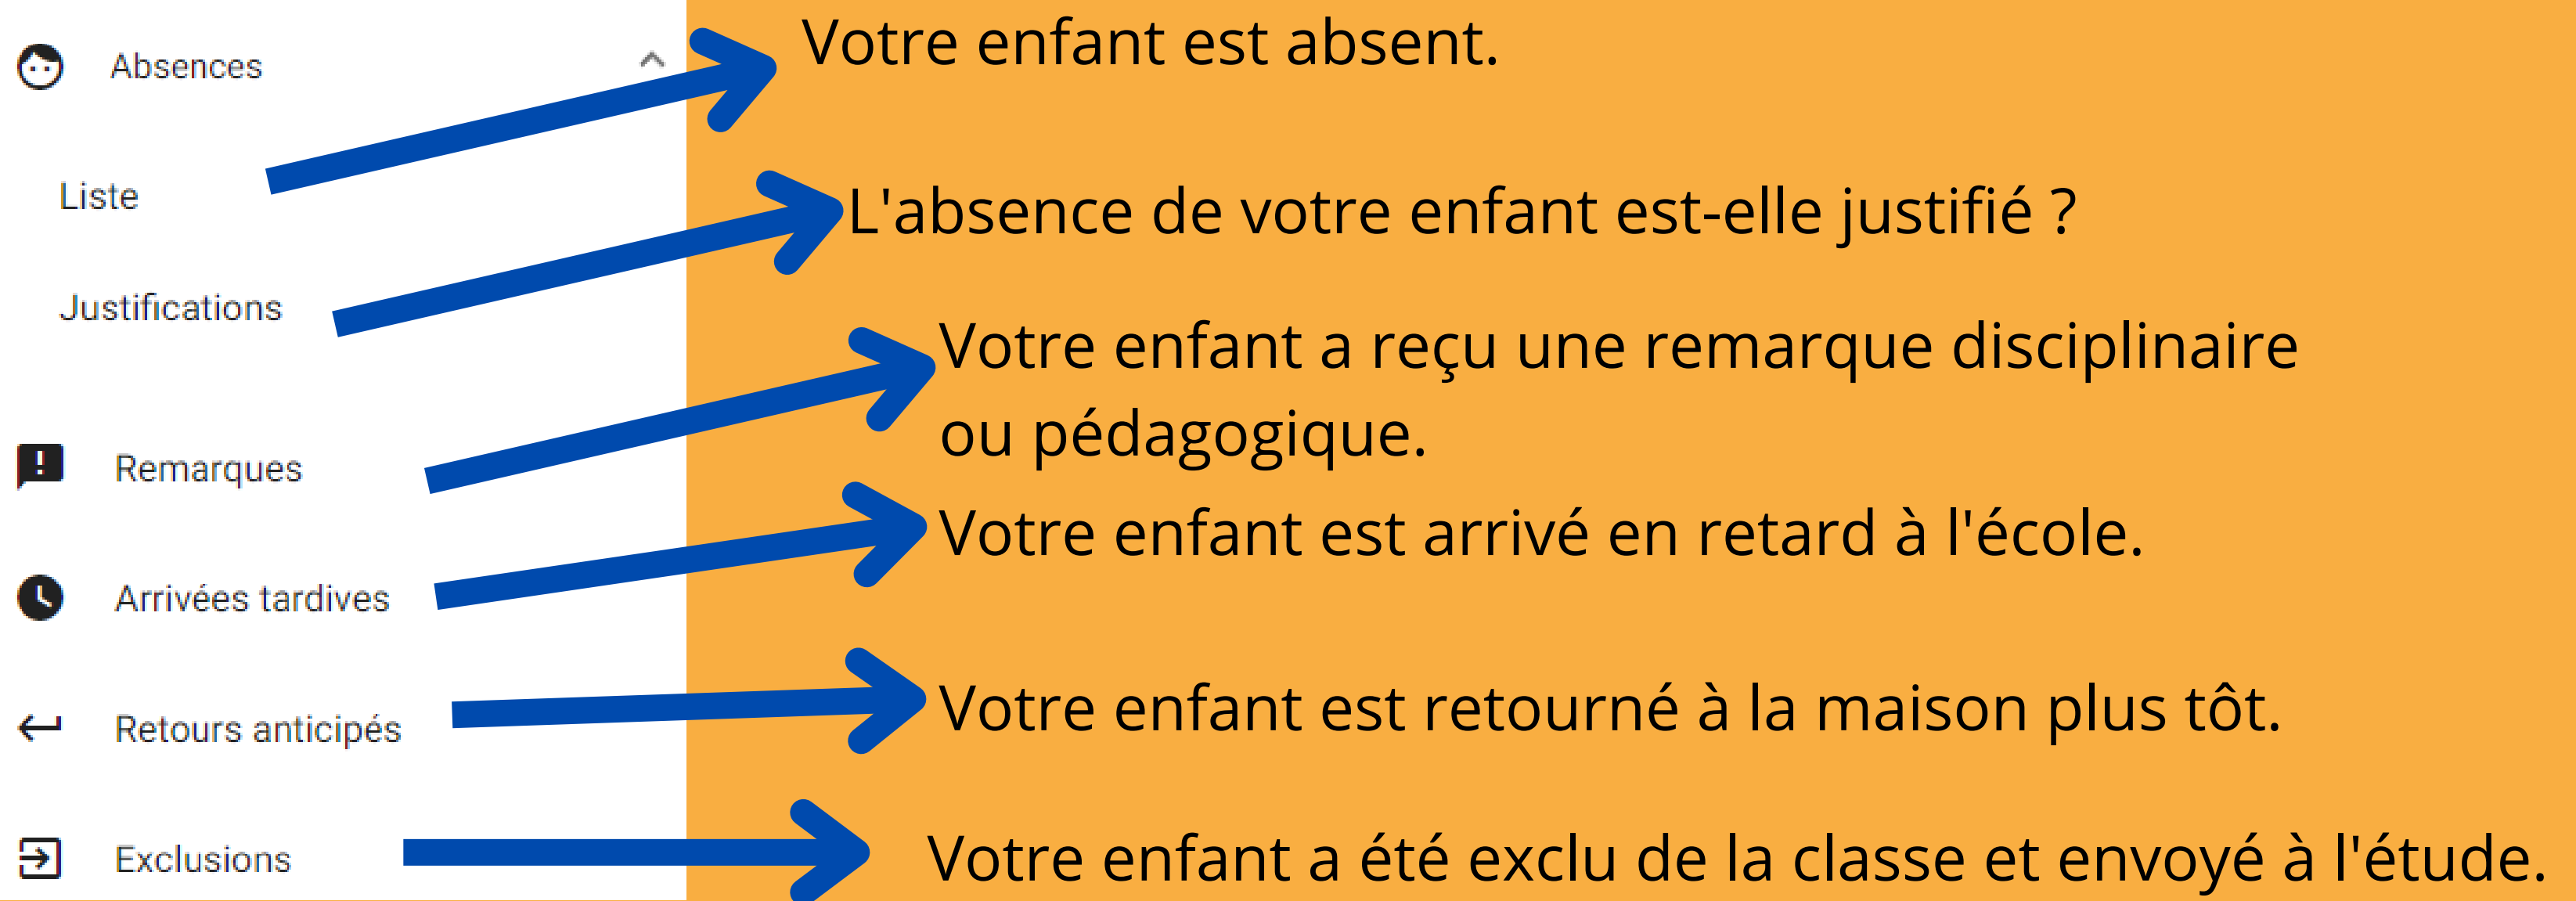 Absences
Votre enfant est absent.
Liste
L'absence de votre enfant est-elle justifié ?
Justifications
Votre enfant a reçu une remarque disciplinaire
ou pédagogique.
Remarques
Votre enfant est arrivé en retard à l'école.
Arrivées tardives
Votre enfant est retourné à la maison plus tôt.
Retours anticipés
Votre enfant a été exclu de la classe et envoyé à l'étude.
Exclusions